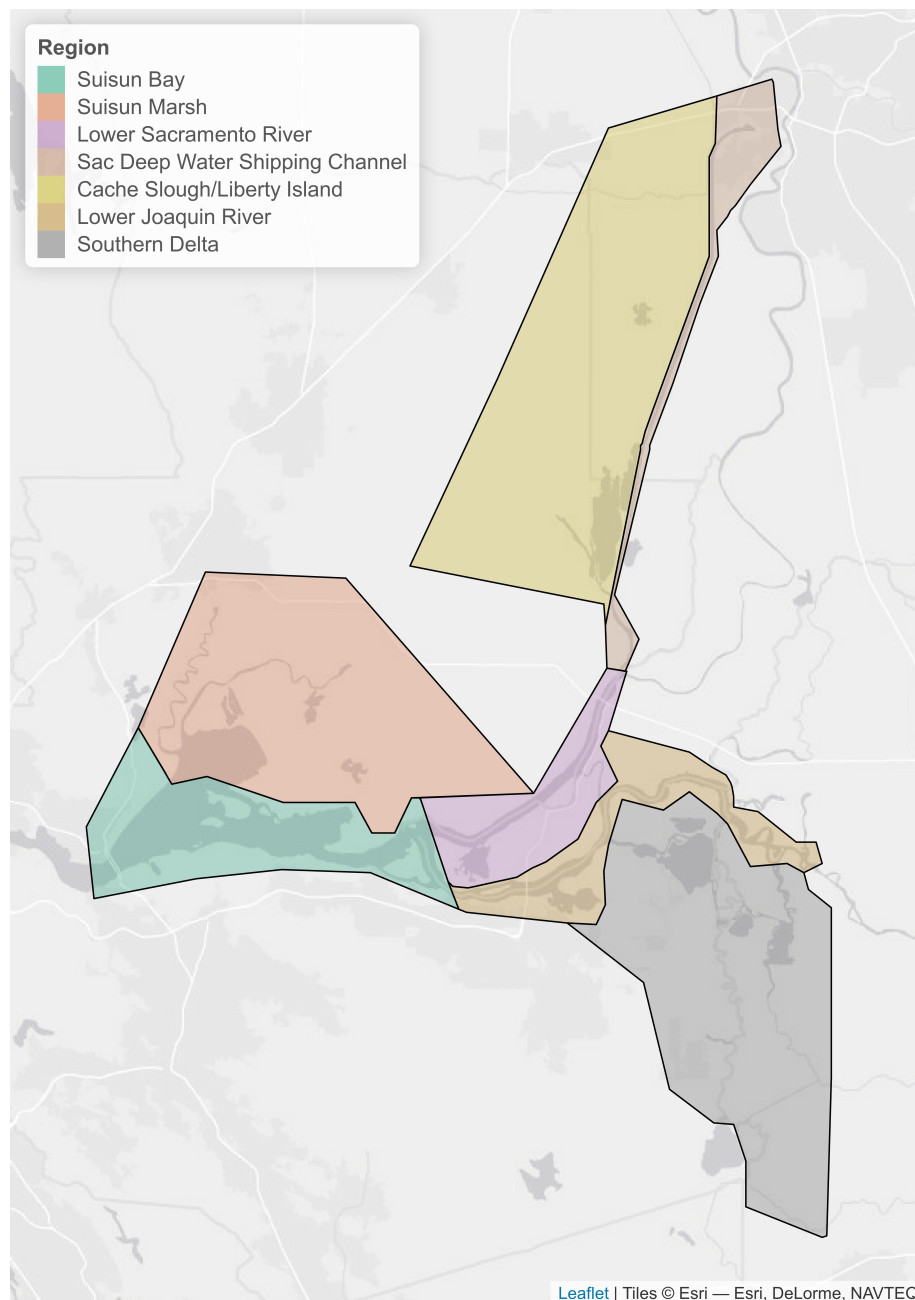 Region
Suisun Bay
Suisun Marsh
Lower Sacramento River
Sac Deep Water Shipping Channel
Cache Slough/Liberty Island
Lower Joaquin River
Southern Delta
Leaflet | Tiles © Esri — Esri, DeLorme, NAVTEQ